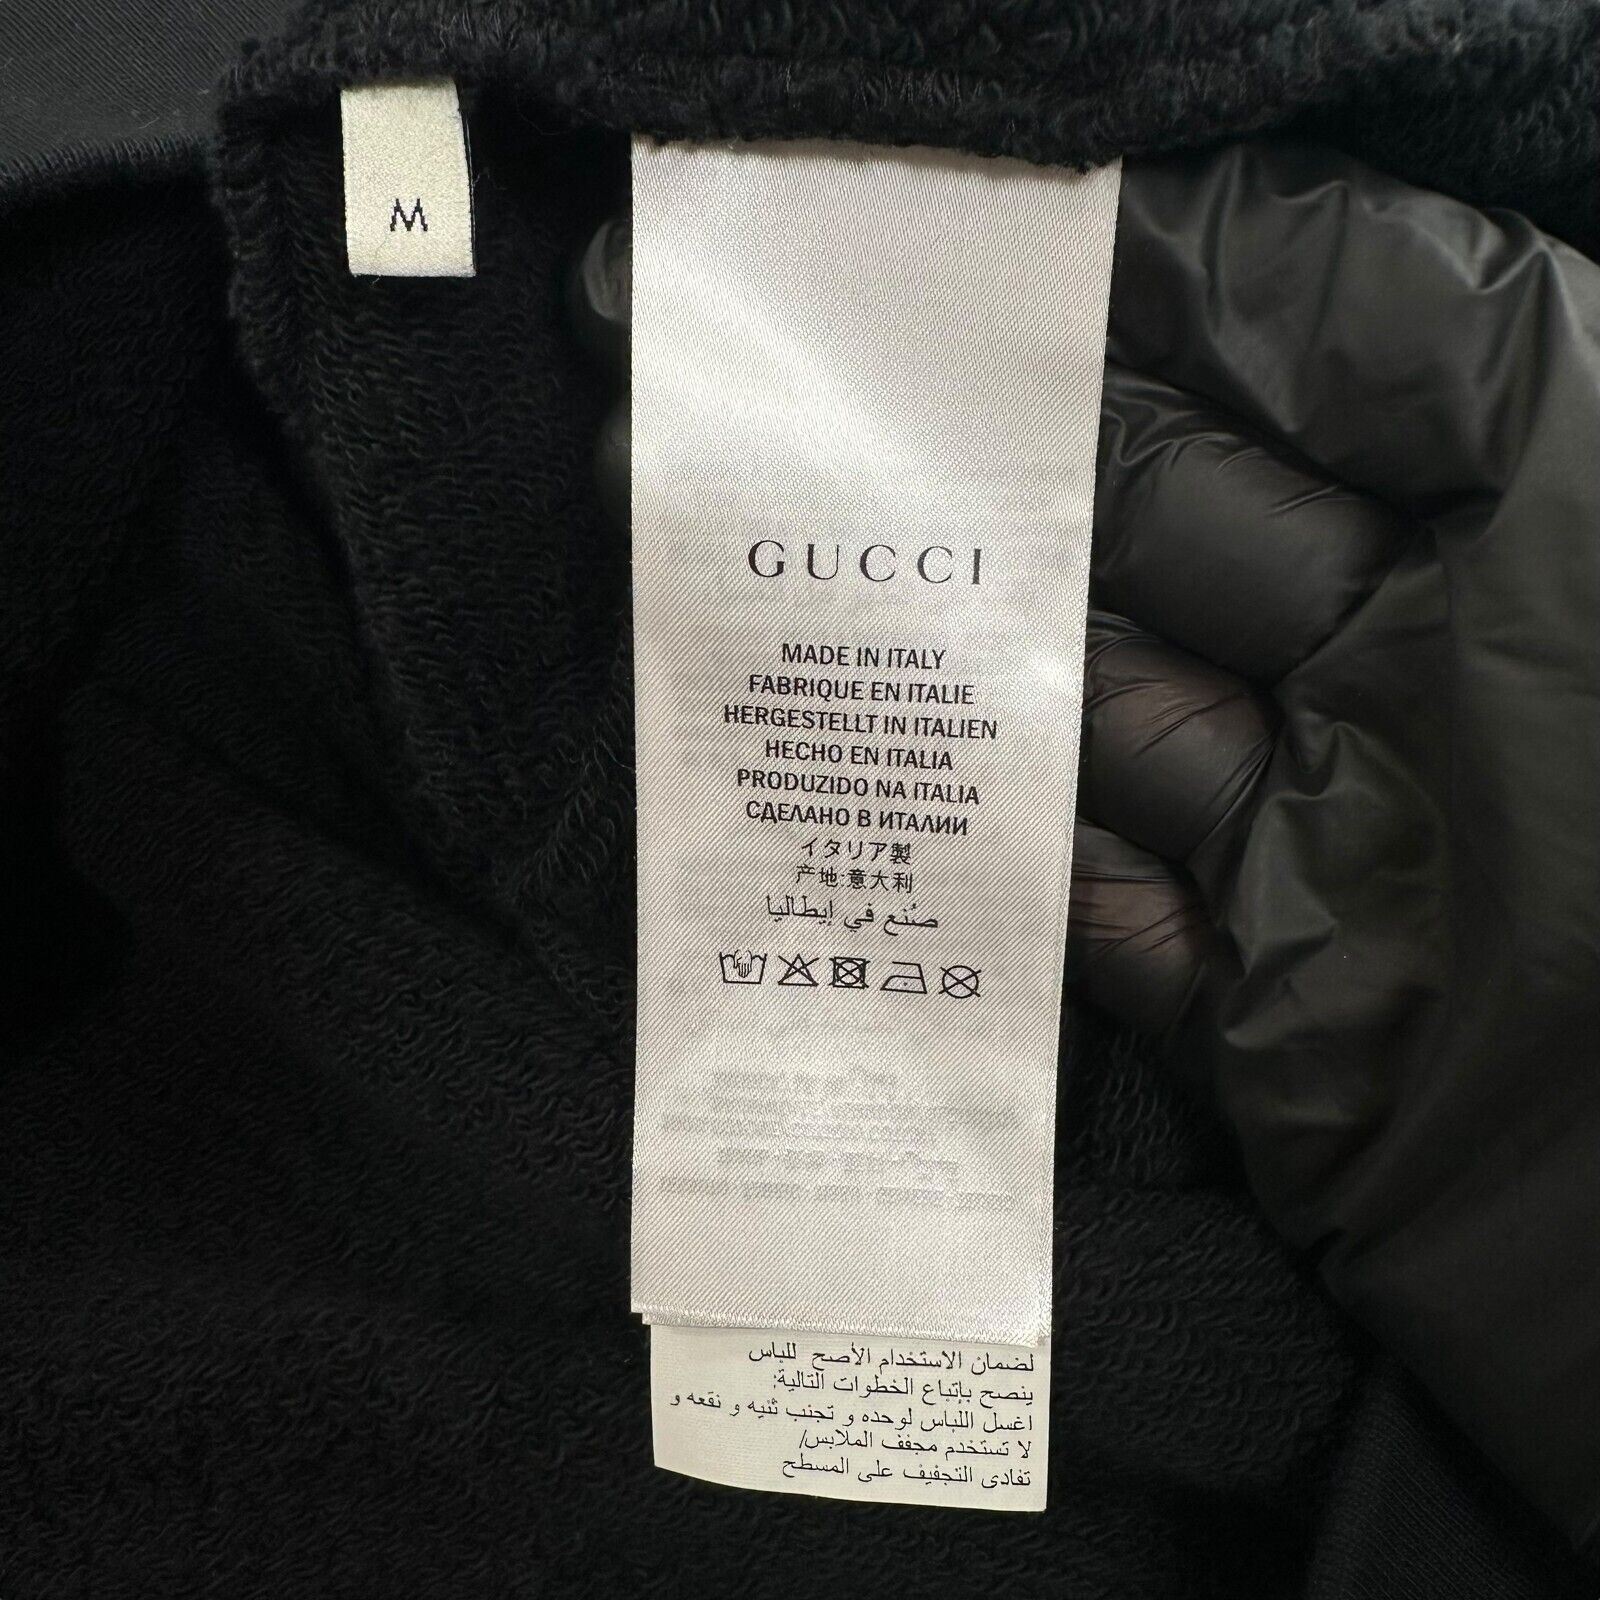 M
GUCCI
MADE IN ITALY
FABRIQUE EN ITALIE
HERGESTELLT IN ITALIEN
HECHO EN ITALIA
PRODUZIDO NA ITALIA
СДЕЛАНО В ИТАЛИИ
イタリア製
产地:意大利
صُنع في إيطاليا
لضمان الاستخدام الأصح للباس
ينصح بإتباع الخطوات التالية:
اغسل اللباس لوحده و تجنب ثنيه و نقعه و
لا تستخدم مجفف الملابس/
تفادى التجفيف على المسطح